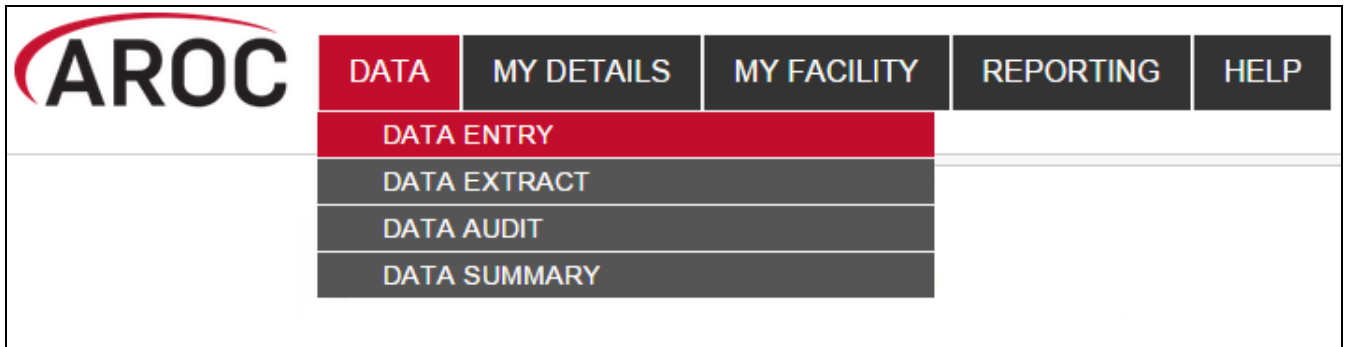 AROC DATA MY DETAILS MY FACILITY REPORTING HELP
DATA ENTRY
DATA EXTRACT
DATA AUDIT
DATA SUMMARY